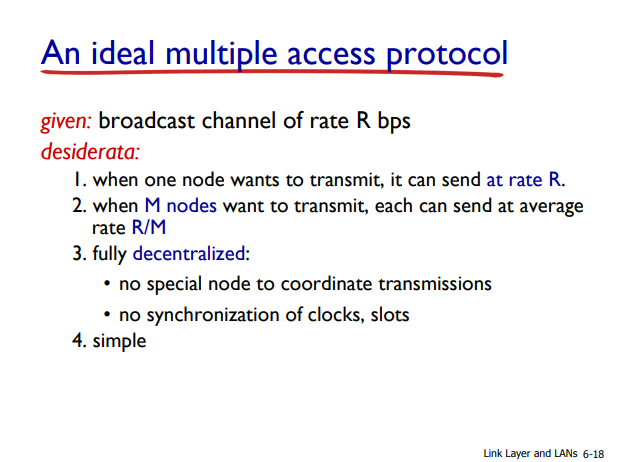 An ideal multiple access protocol
given: broadcast channel of rate R bps
desiderata:
1. when one node wants to transmit, it can send at rate R.
2. when M nodes want to transmit, each can send at average
rate R/M
3. fully decentralized:
• no special node to coordinate transmissions
• no synchronization of clocks, slots
4. simple
Link Layer and LANs 6-18